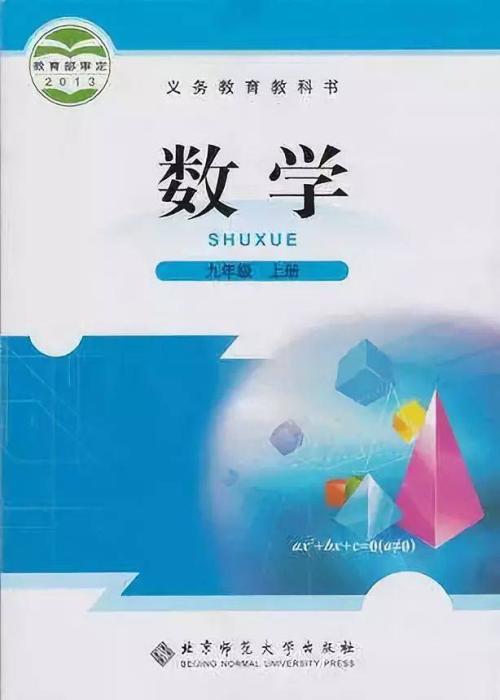 教育部审定
2013
义务教育教科书
数学
SHUXUE
九年级 上册
ax²+bx+c=0(a≠0)
北京师范大学出版社
BEIJING NORMAL UNIVERSITY PRESS